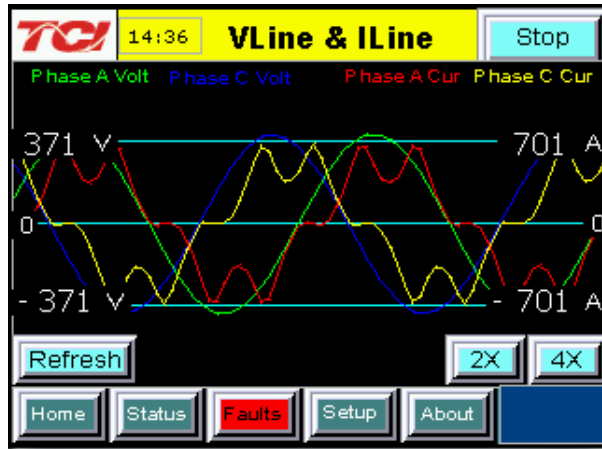 TCI 14:36 VLine & ILine Stop
Phase A Volt Phase C Volt Phase A Cur Phase C Cur
371 V 701 A
0 0
- 371 V - 701 A
Refresh 2X 4X
Home Status Faults Setup About